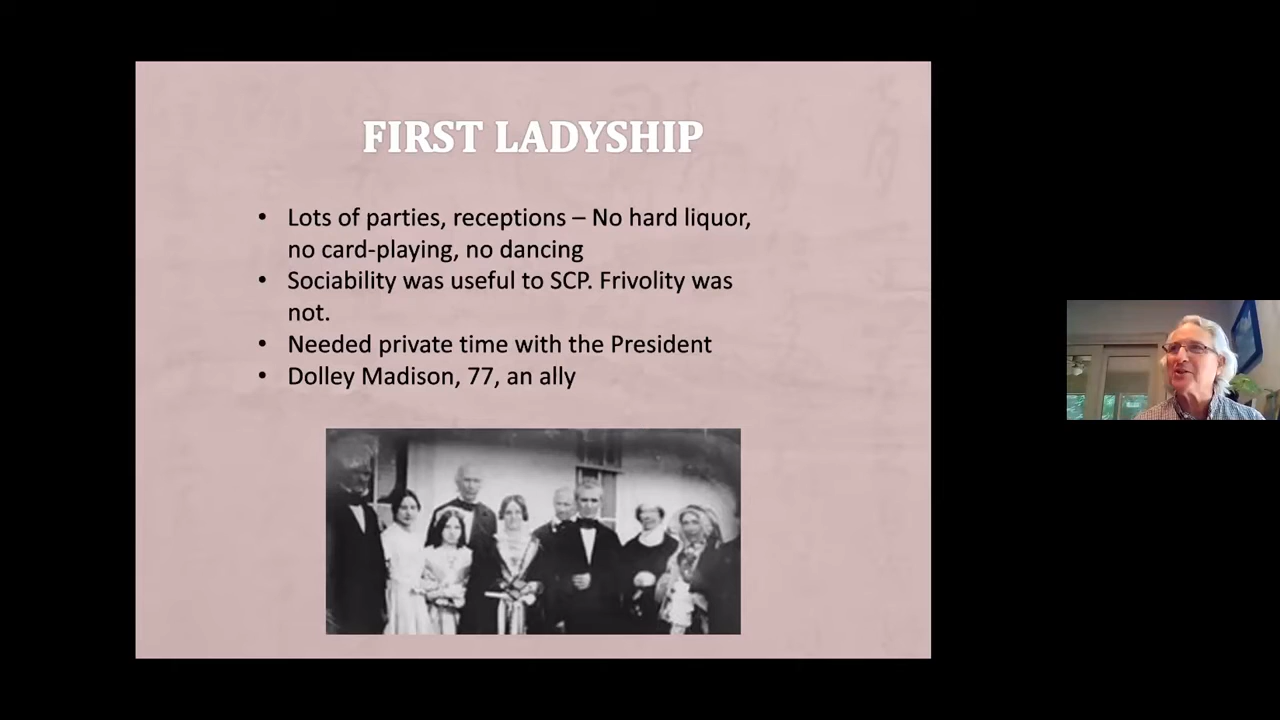 FIRST LADYSHIP
• Lots of parties, receptions – No hard liquor,
no card-playing, no dancing
• Sociability was useful to SCP. Frivolity was
not.
• Needed private time with the President
• Dolley Madison, 77, an ally